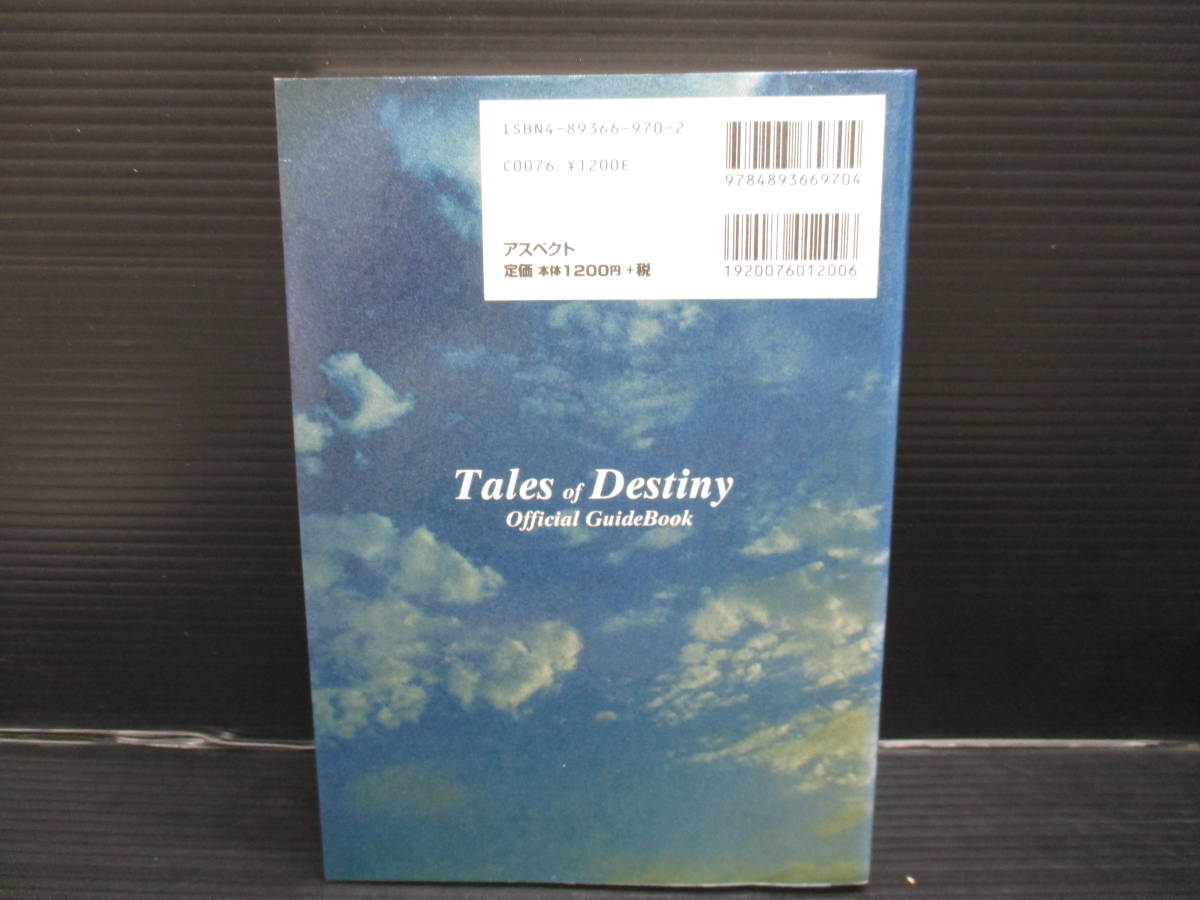 ISBN4-89366-970-2
C0076 ¥1200E
9784893669704
アスペクト
定価 本体1200円+税
1920076012006
Tales of Destiny
Official GuideBook